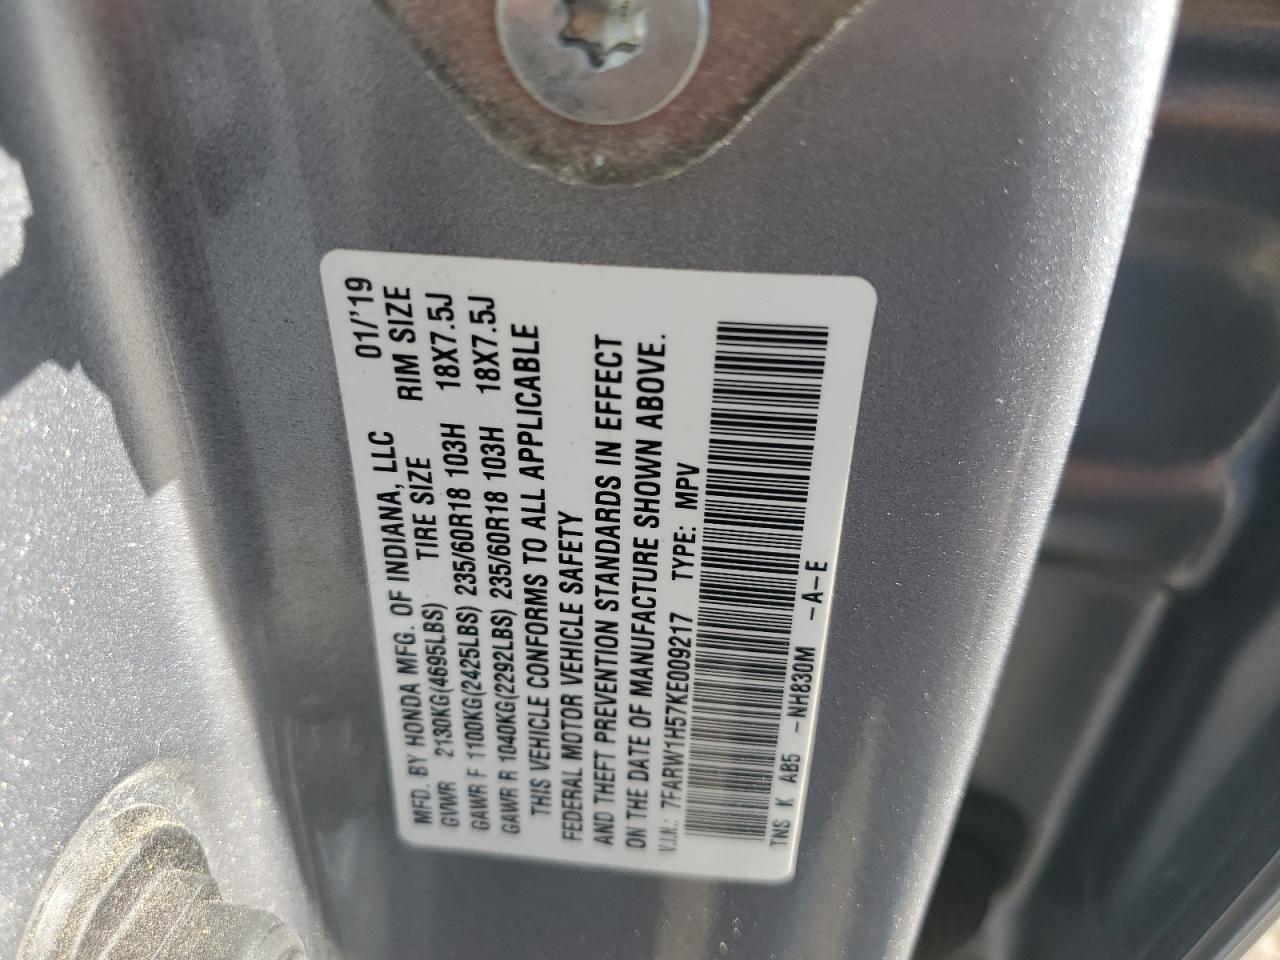 MFD. BY HONDA MFG. OF INDIANA, LLC 01/'19
GVWR 2130KG(4695LBS) TIRE SIZE RIM SIZE
GAWR F 1100KG(2425LBS) 235/60R18 103H 18X7.5J
GAWR R 1040KG(2292LBS) 235/60R18 103H 18X7.5J
THIS VEHICLE CONFORMS TO ALL APPLICABLE
FEDERAL MOTOR VEHICLE SAFETY
AND THEFT PREVENTION STANDARDS IN EFFECT
ON THE DATE OF MANUFACTURE SHOWN ABOVE.
V.I.N.: 7FARW1H57KE009217 TYPE: MPV
TNS K AB5 -NH830M -A-E